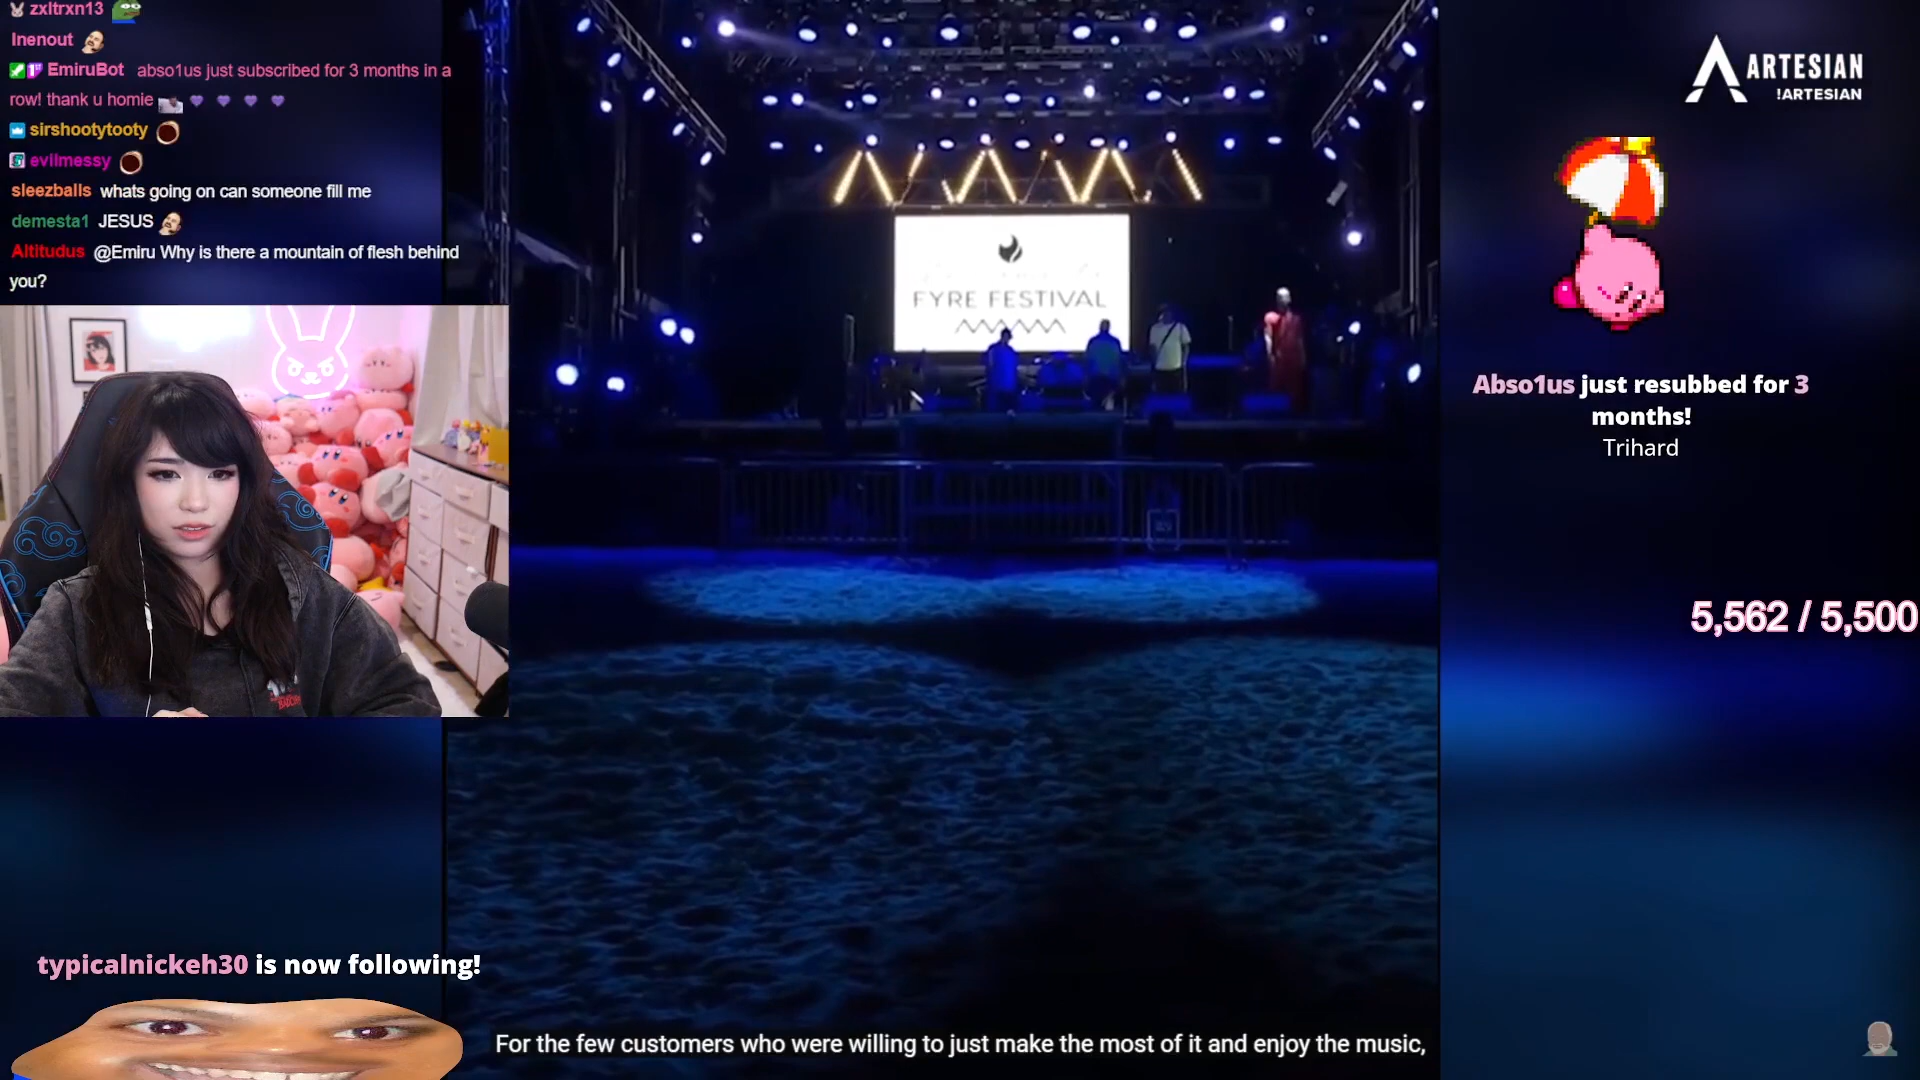 zxltrxn13
Inenout
EmiruBot abso1us just subscribed for 3 months in a
row! thank u homie
sirshootytooty
evilmessy
sleezballs whats going on can someone fill me
demesta1 JESUS
Altitudus @Emiru Why is there a mountain of flesh behind
you?
FYRE FESTIVAL
ARTESIAN
!ARTESIAN
Abso1us just resubbed for 3
months!
Trihard
5,562 / 5,500
typicalnickeh30 is now following!
For the few customers who were willing to just make the most of it and enjoy the music,